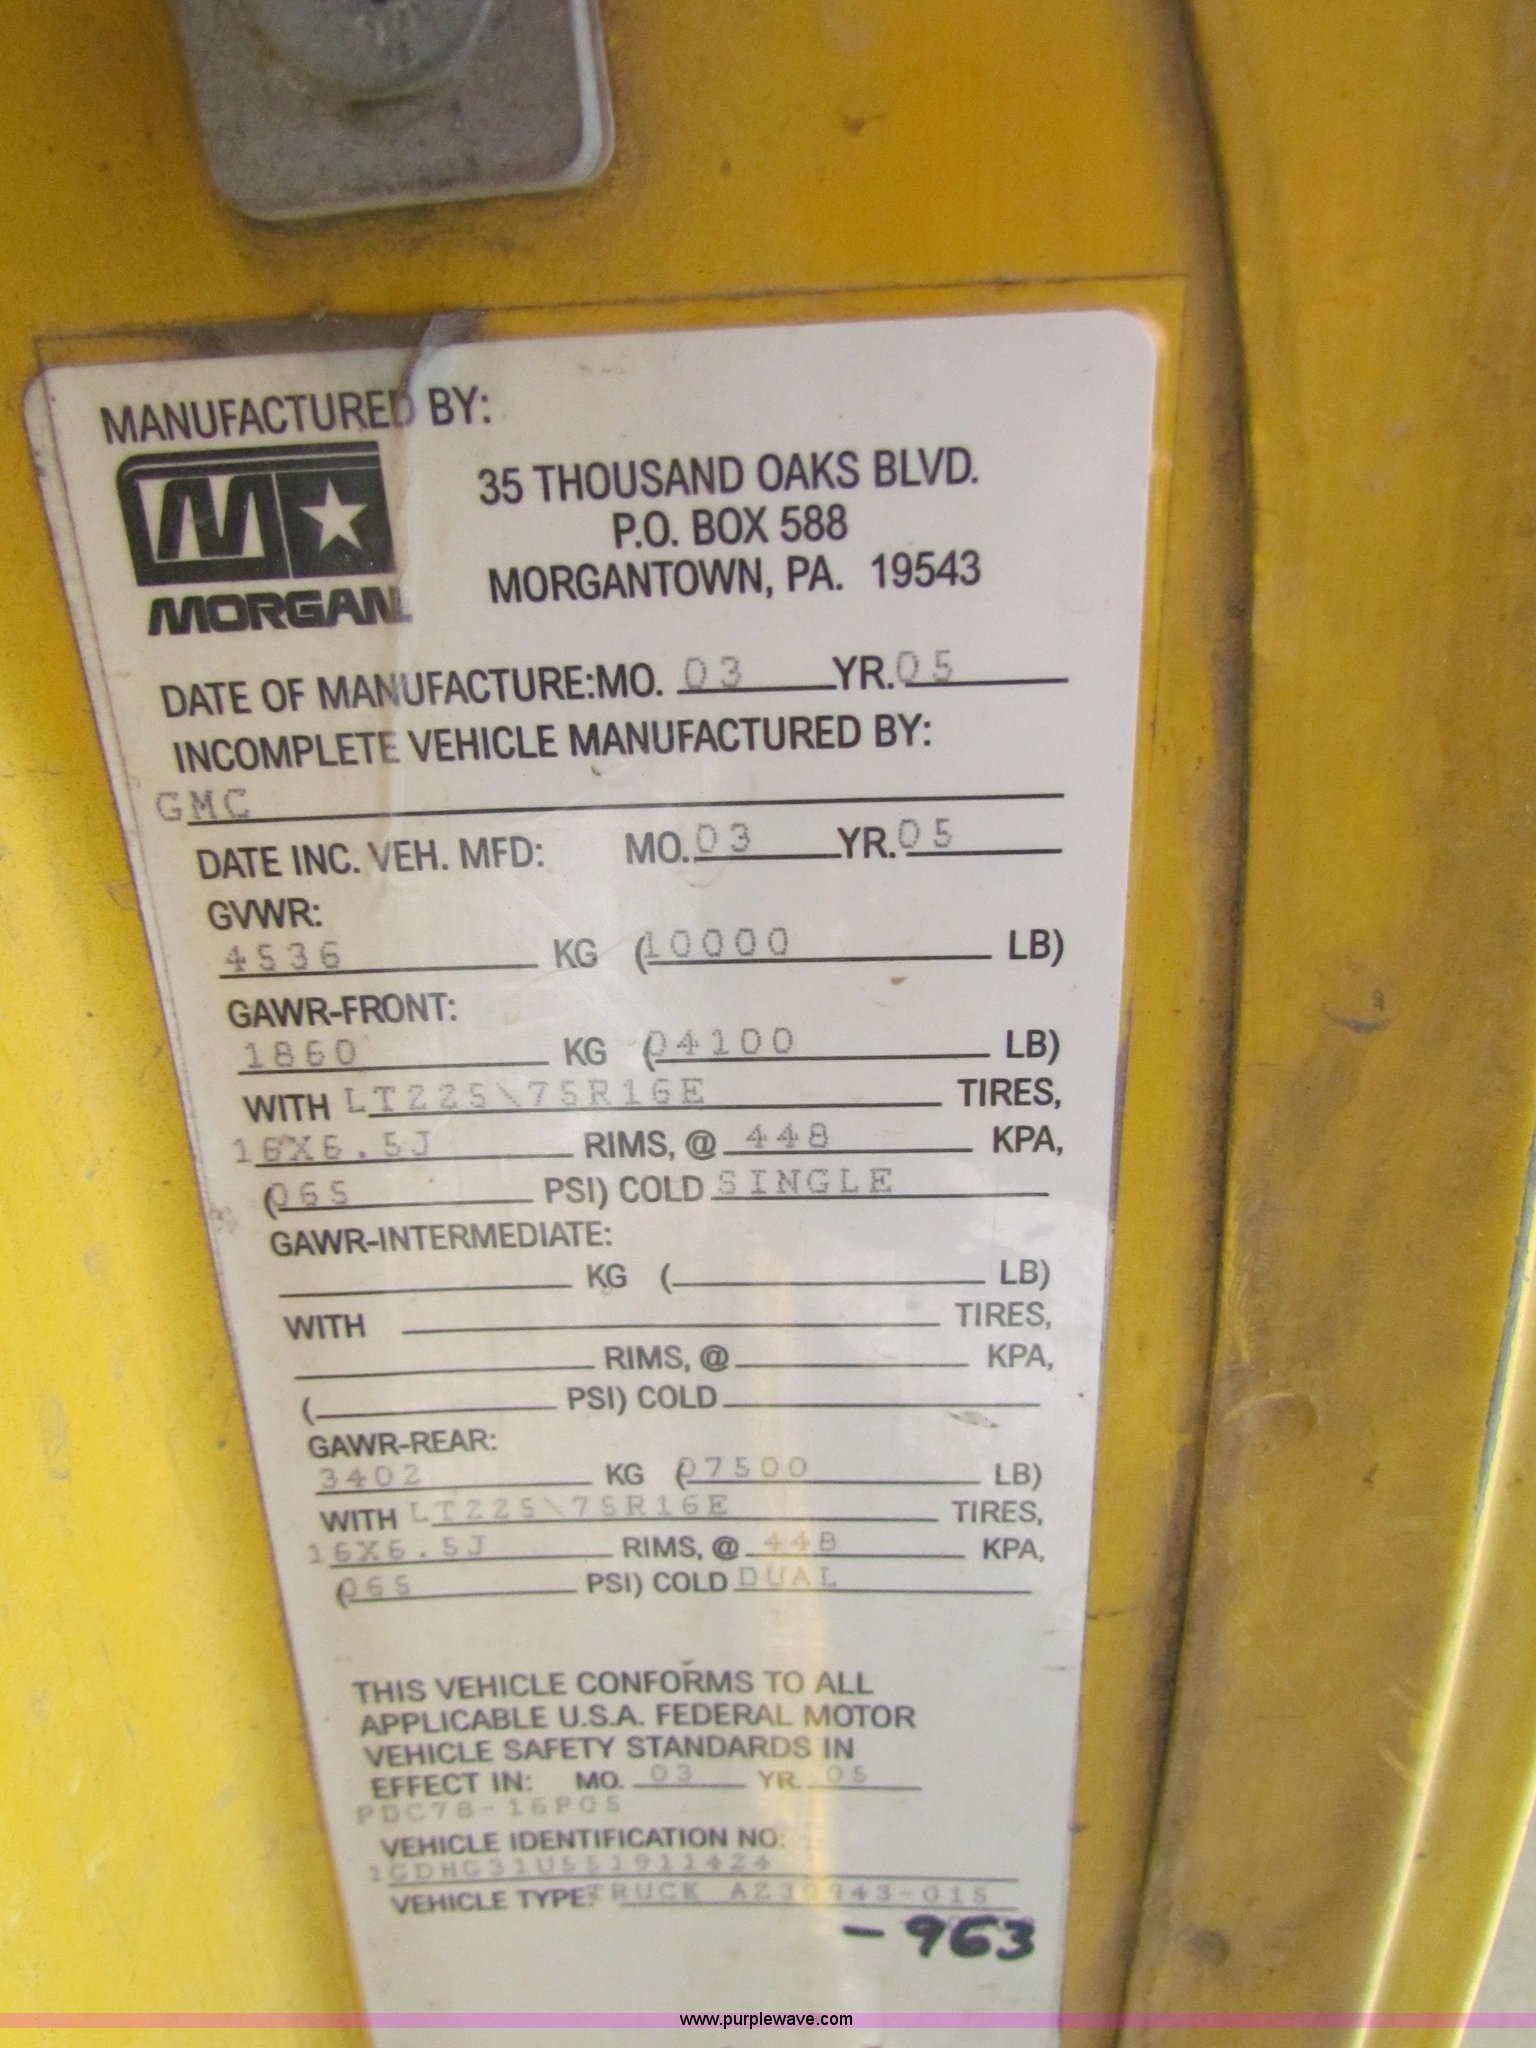 MANUFACTURED BY:
MORGAN
35 THOUSAND OAKS BLVD.
P.O. BOX 588
MORGANTOWN, PA. 19543
DATE OF MANUFACTURE:MO. 03 YR. 05
INCOMPLETE VEHICLE MANUFACTURED BY:
GMC
DATE INC. VEH. MFD: MO. 03 YR. 05
GVWR:
4536 KG (10000 LB)
GAWR-FRONT:
1860 KG (04100 LB)
WITH LT225\75R16E TIRES,
16X6.5J RIMS, @ 448 KPA,
(065 PSI) COLD SINGLE
GAWR-INTERMEDIATE:
KG ( LB)
WITH TIRES,
RIMS, @ KPA,
( PSI) COLD
GAWR-REAR:
3402 KG (07500 LB)
WITH LT225\75R16E TIRES,
16X6.5J RIMS, @ 448 KPA,
(065 PSI) COLD DUAL
THIS VEHICLE CONFORMS TO ALL
APPLICABLE U.S.A. FEDERAL MOTOR
VEHICLE SAFETY STANDARDS IN
EFFECT IN: MO. 03 YR. 05
PDC78-16P05
VEHICLE IDENTIFICATION NO:
1GDHG31U551911424
VEHICLE TYPE: TRUCK
- 963
www.purplewave.com